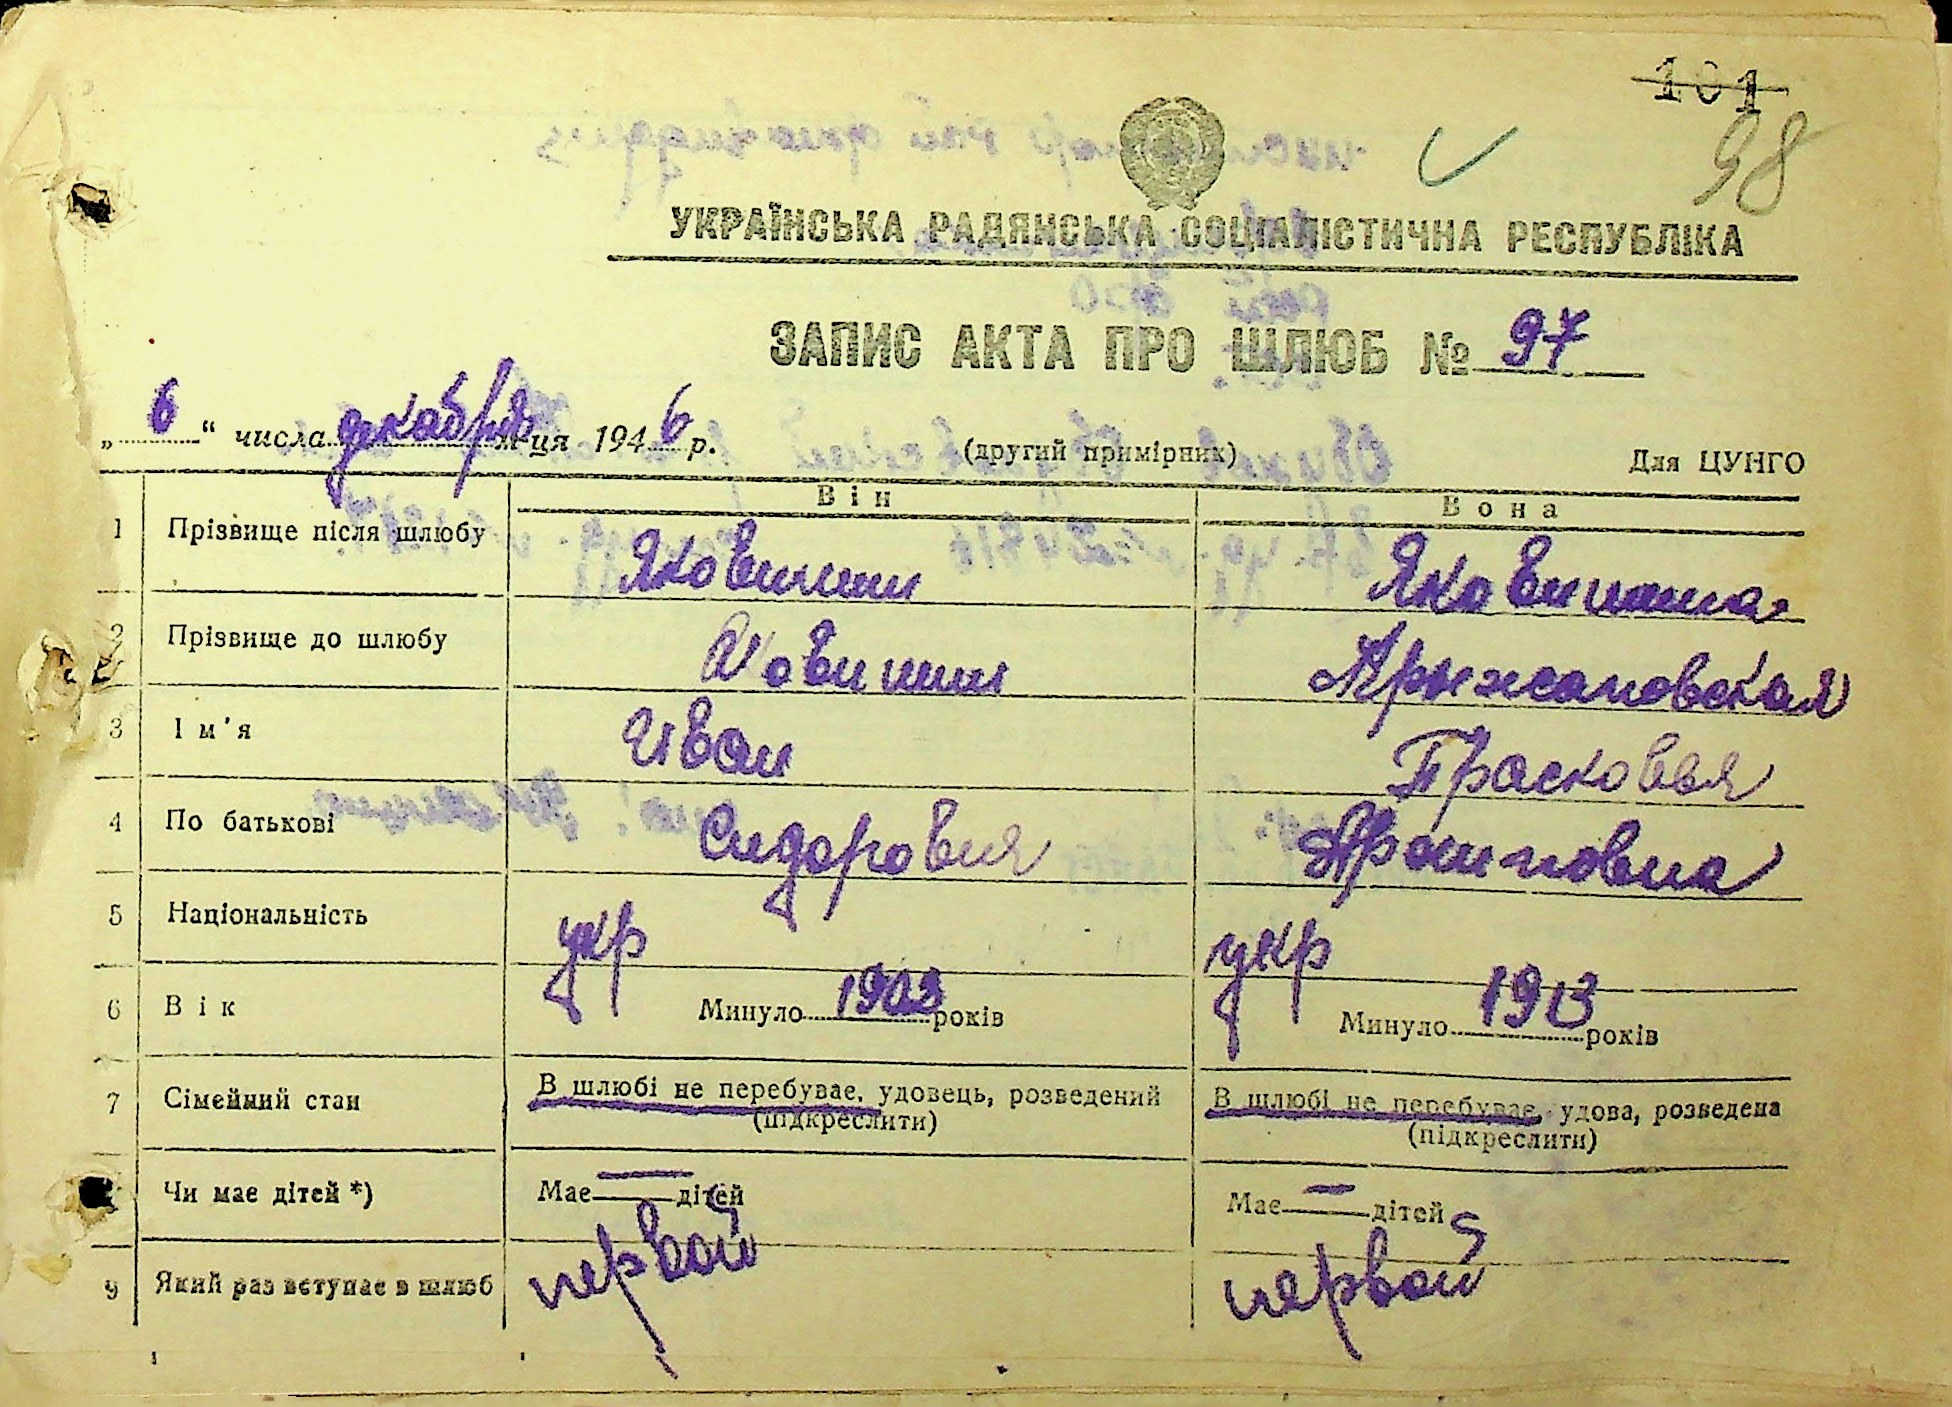 101
98
УКРАЇНСЬКА РАДЯНСЬКА СОЦІАЛІСТИЧНА РЕСПУБЛІКА
ЗАПИС АКТА ПРО ШЛЮБ № 97
„6“ числа декабря м-ця 1946 р. (другий примірник) Для ЦУНГО
Він Вона
1 Прізвище після шлюбу Яковишин Яковишина
2 Прізвище до шлюбу Яковишин
3 Ім'я Иван Прасковья
4 По батькові Сидорович Архиповна
5 Національність укр укр
6 Вік Минуло 1903 років Минуло 1913 років
7 Сімейний стан В шлюбі не перебуває, удовець, розведений В шлюбі не перебуває, удова, розведена
(підкреслити) (підкреслити)
Чи має дітей *) Має — дітей Має — дітей
9 Який раз вступає в шлюб первой первой